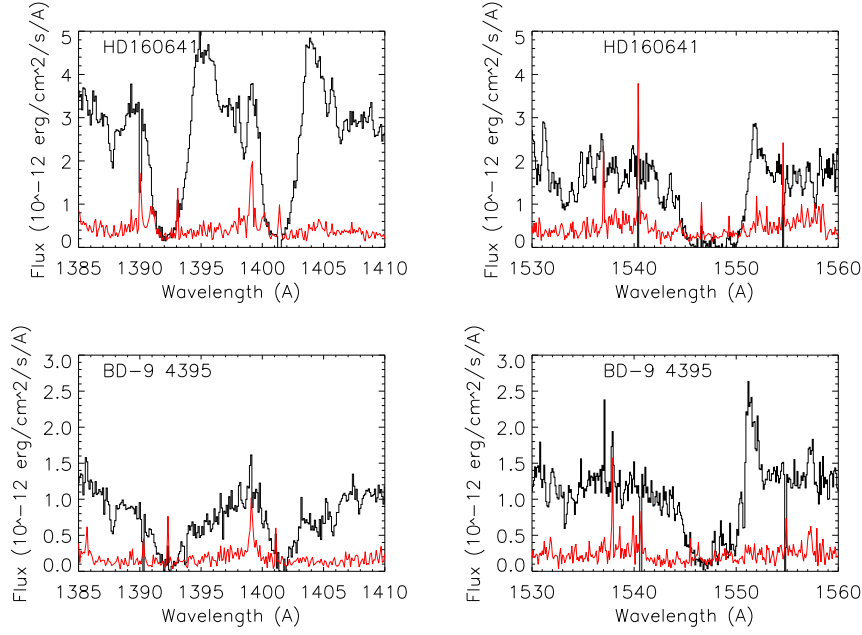 HD160641
5
4
3
2
1
0
Flux (10^-12 erg/cm^2/s/A)
1385 1390 1395 1400 1405 1410
Wavelength (A)
HD160641
5
4
3
2
1
0
Flux (10^-12 erg/cm^2/s/A)
1530 1540 1550 1560
Wavelength (A)
BD-9 4395
3.0
2.5
2.0
1.5
1.0
0.5
0.0
Flux (10^-12 erg/cm^2/s/A)
1385 1390 1395 1400 1405 1410
Wavelength (A)
BD-9 4395
3.0
2.5
2.0
1.5
1.0
0.5
0.0
Flux (10^-12 erg/cm^2/s/A)
1530 1540 1550 1560
Wavelength (A)